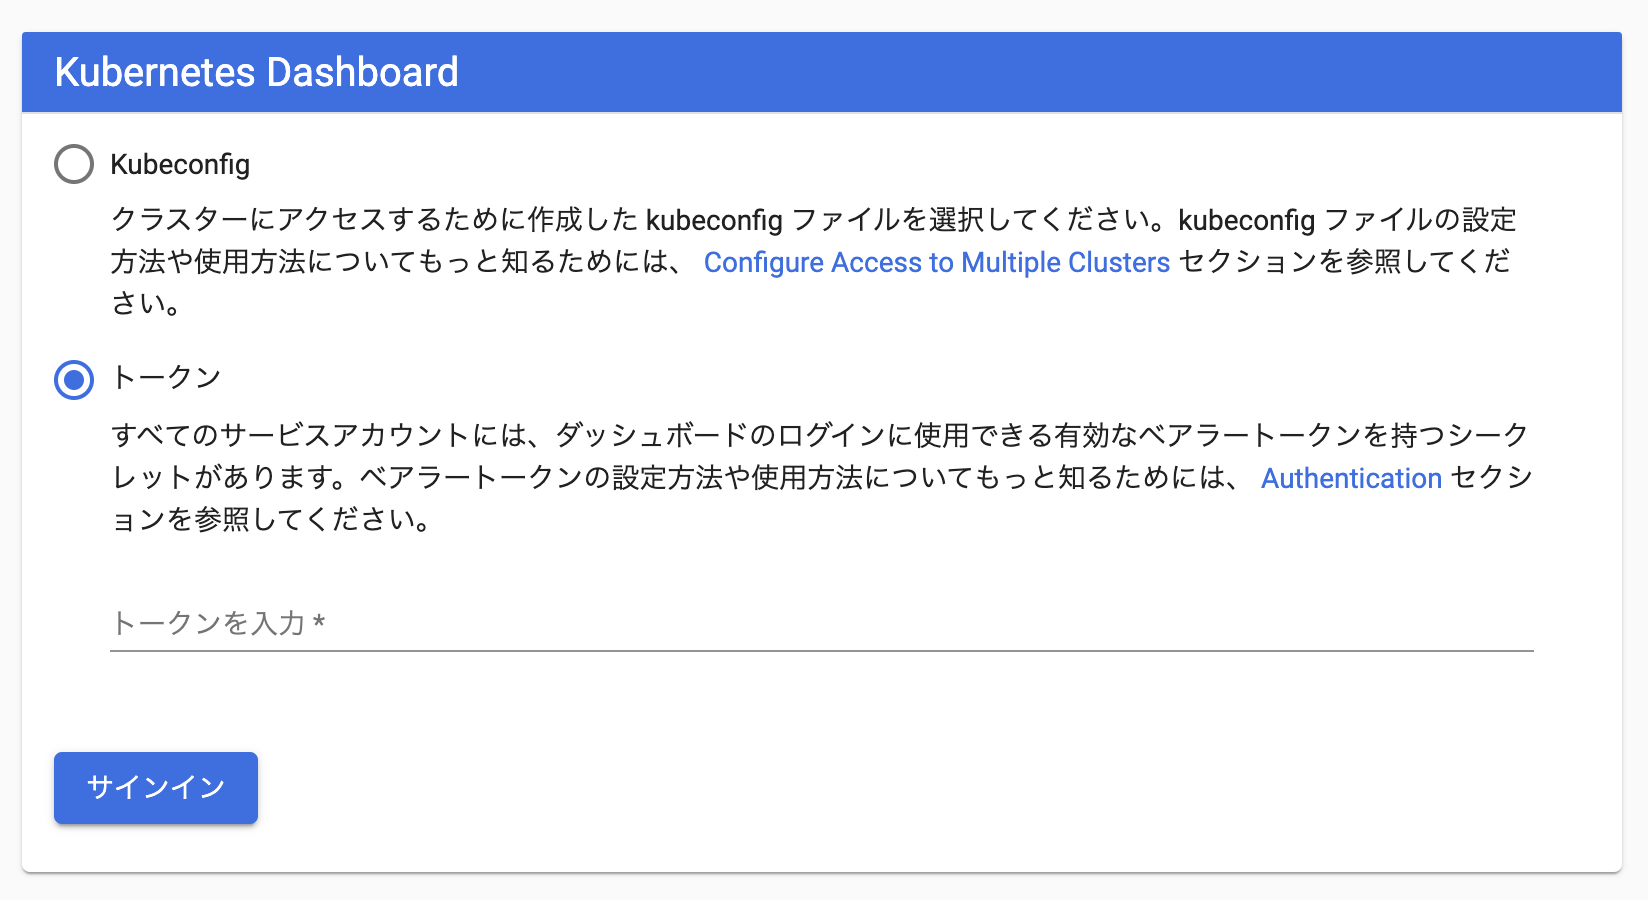 Kubernetes Dashboard
Kubeconfig
クラスターにアクセスするために作成した kubeconfig ファイルを選択してください。kubeconfig ファイルの設定
方法や使用方法についてもっと知るためには、 Configure Access to Multiple Clusters セクションを参照してくだ
さい。
トークン
すべてのサービスアカウントには、ダッシュボードのログインに使用できる有効なベアラートークンを持つシーク
レットがあります。ベアラートークンの設定方法や使用方法についてもっと知るためには、 Authentication セクシ
ョンを参照してください。
トークンを入力 *
サインイン